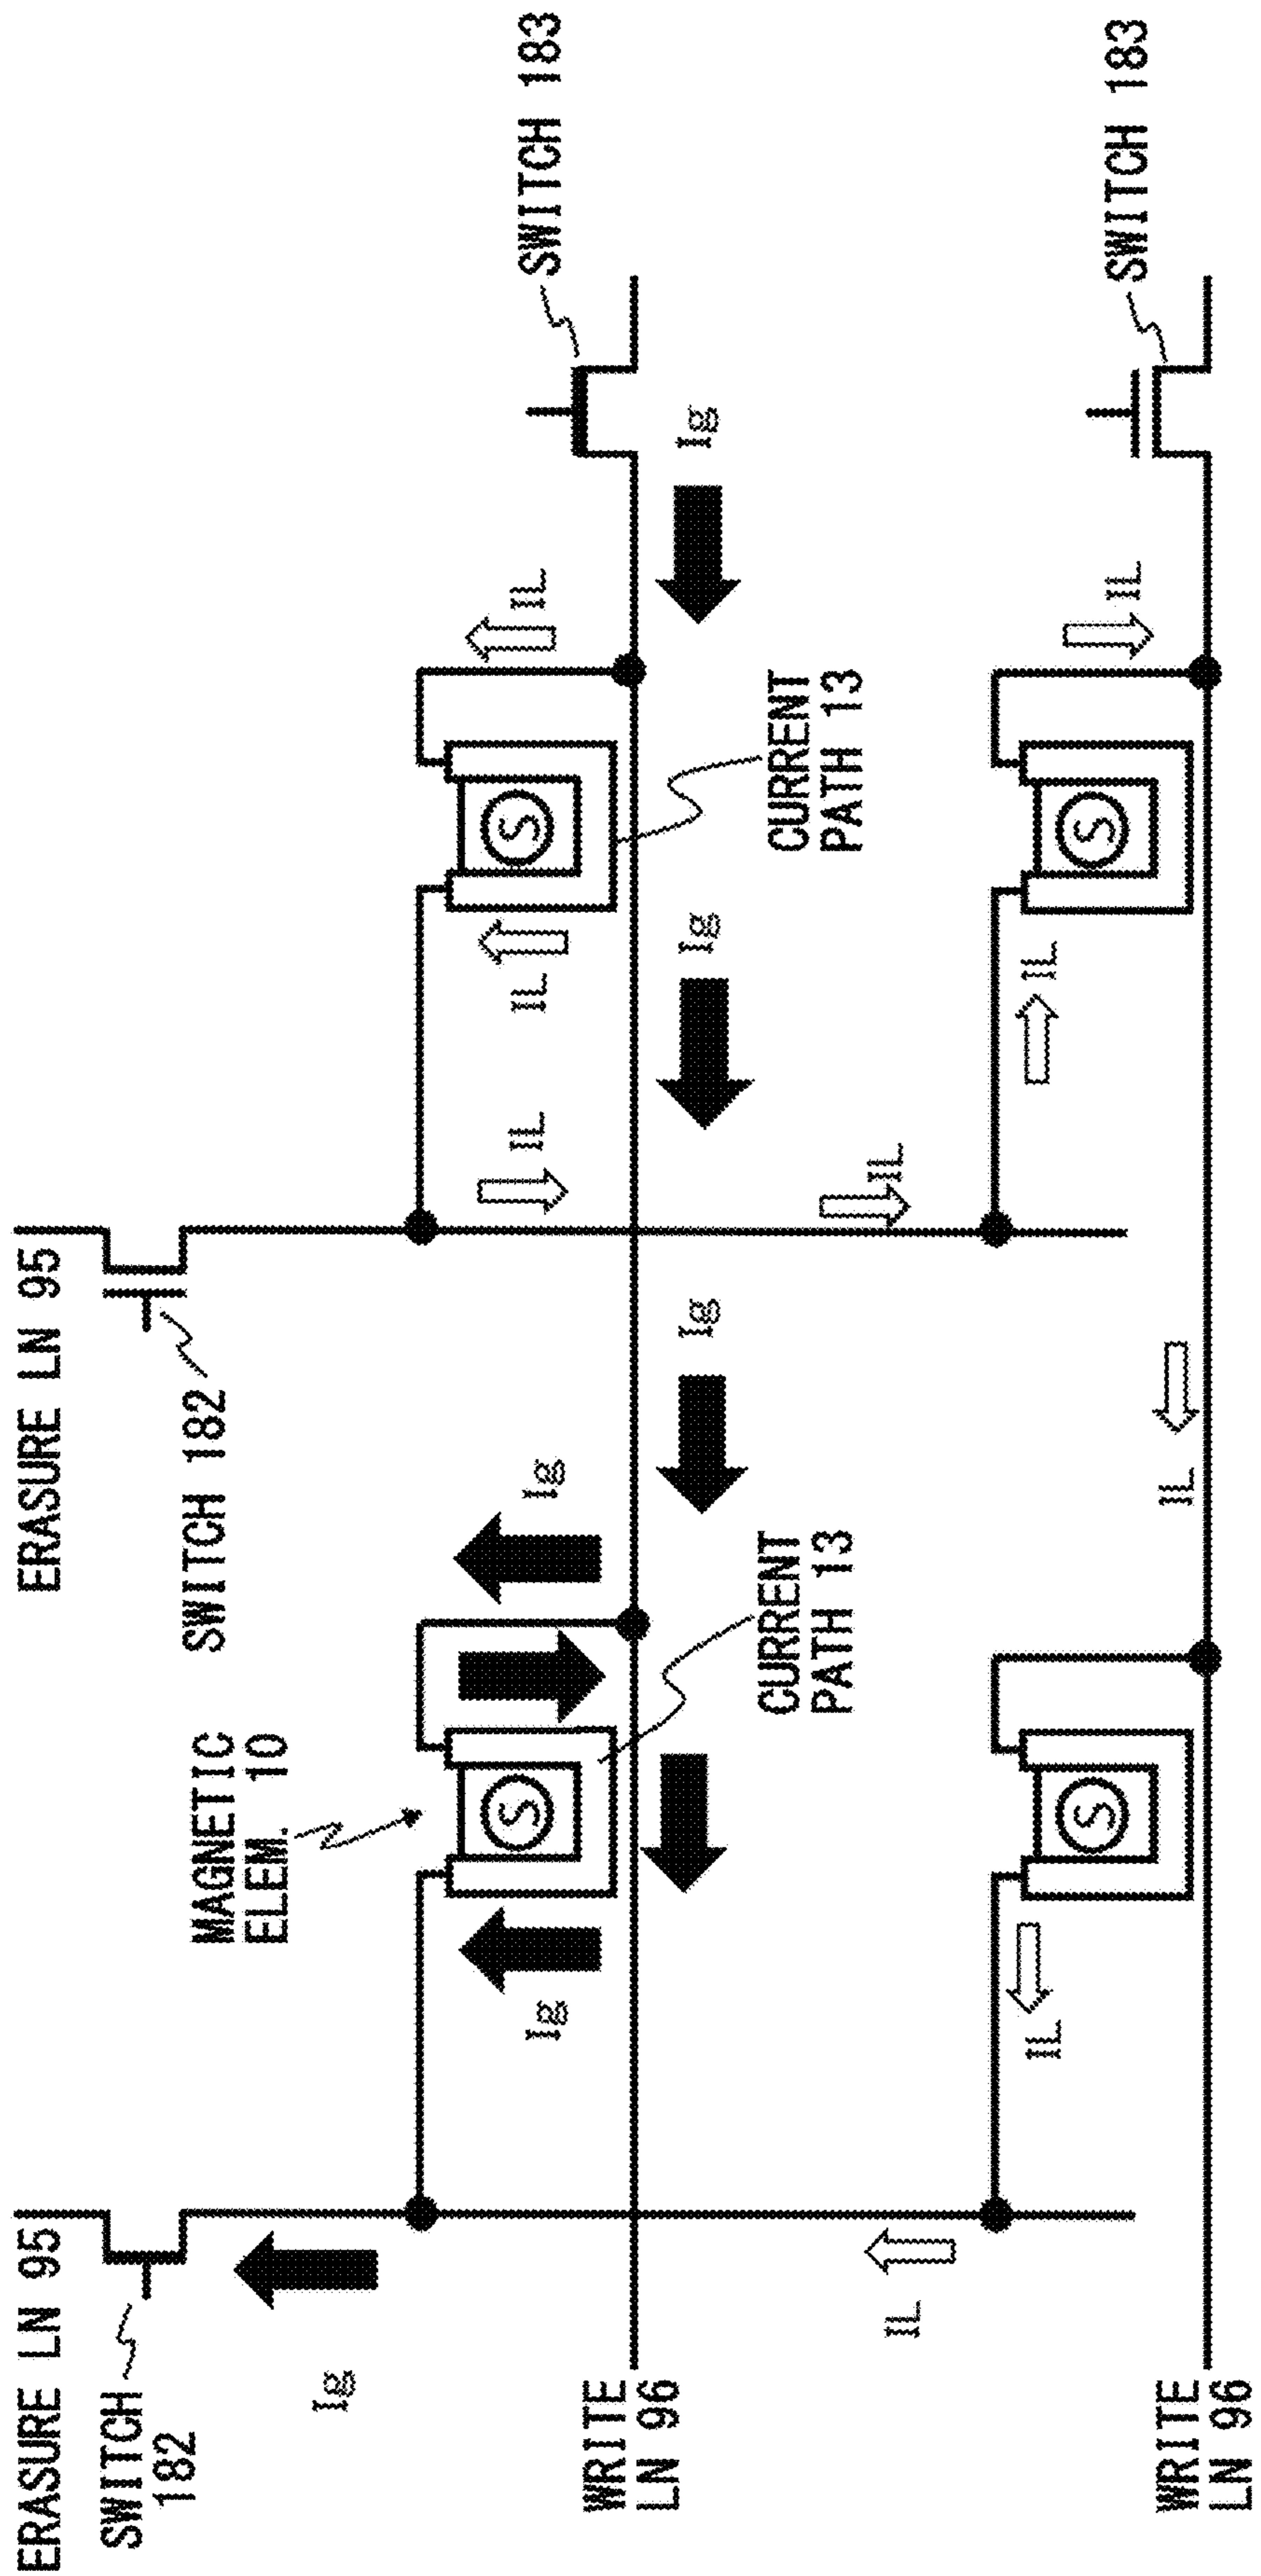 ERASURE LN 95
ERASURE LN 95
SWITCH
182
SWITCH 182
MAGNETIC
ELEM. 10
Ig
Ig
Ig
IL
IL
IL
SWITCH 183
WRITE
LN 96
Ig
Ig
Ig
CURRENT
PATH 13
CURRENT
PATH 13
IL
IL
IL
IL
IL
SWITCH 183
WRITE
LN 96
IL
S
S
S
S